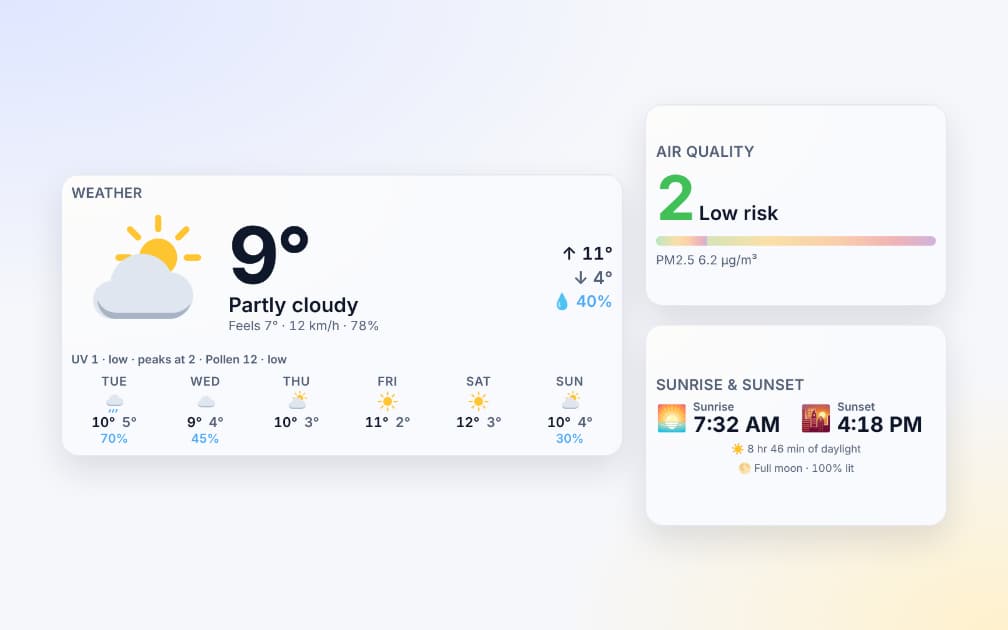 WEATHER
9°
Partly cloudy
Feels 7° · 12 km/h · 78%
↑ 11°
↓ 4°
40%
UV 1 · low · peaks at 2 · Pollen 12 · low
TUE WED THU FRI SAT SUN
10° 5° 9° 4° 10° 3° 11° 2° 12° 3° 10° 4°
70% 45% 30%
AIR QUALITY
2 Low risk
PM2.5 6.2 µg/m³
SUNRISE & SUNSET
Sunrise Sunset
7:32 AM 4:18 PM
8 hr 46 min of daylight
Full moon · 100% lit